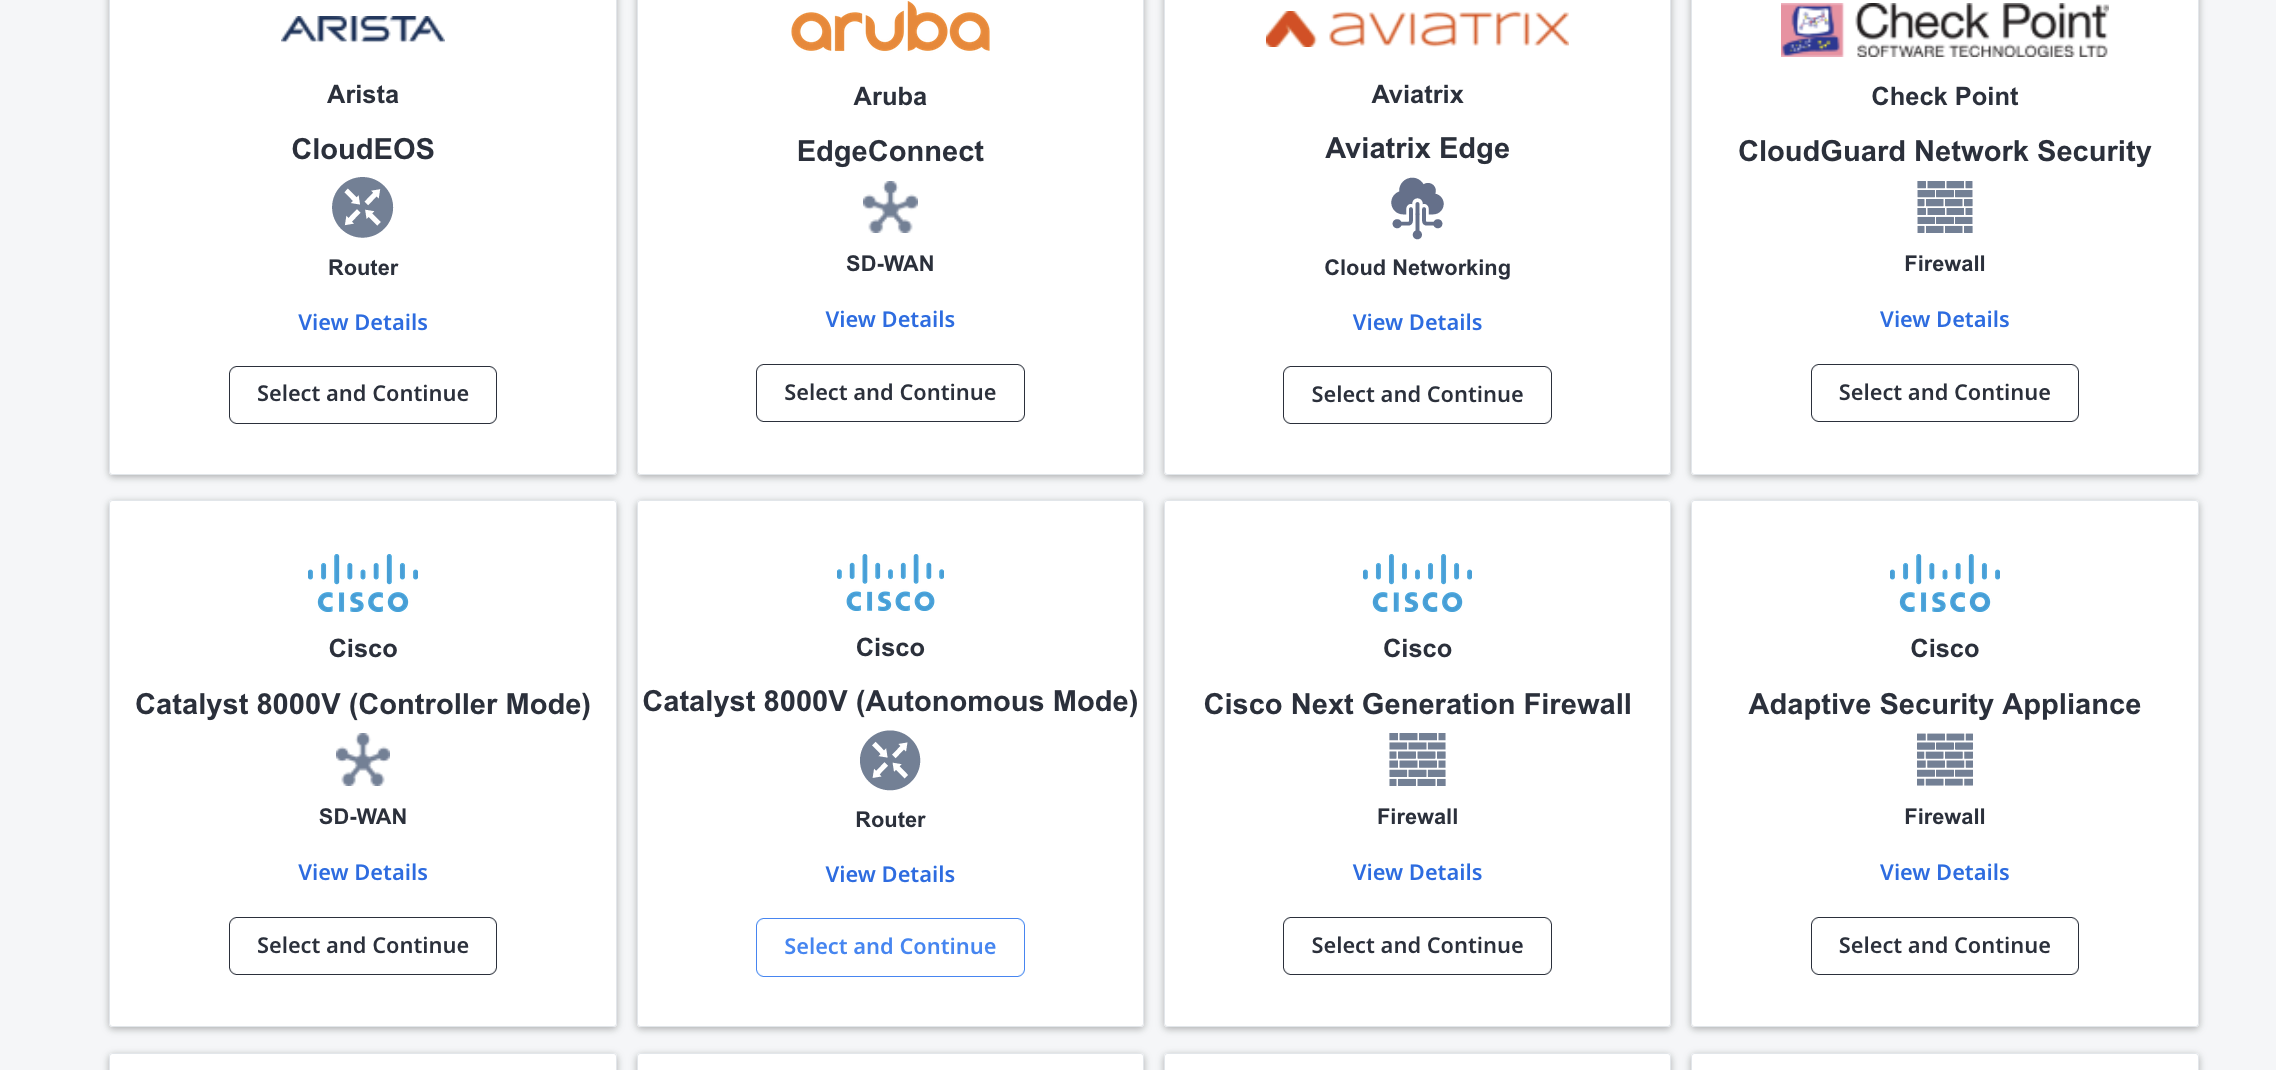 ARISTA
Arista
CloudEOS
Router
View Details
Select and Continue
aruba
Aruba
EdgeConnect
SD-WAN
View Details
Select and Continue
aviatrix
Aviatrix
Aviatrix Edge
Cloud Networking
View Details
Select and Continue
Check Point
SOFTWARE TECHNOLOGIES LTD
Check Point
CloudGuard Network Security
Firewall
View Details
Select and Continue
CISCO
Cisco
Catalyst 8000V (Controller Mode)
SD-WAN
View Details
Select and Continue
CISCO
Cisco
Catalyst 8000V (Autonomous Mode)
Router
View Details
Select and Continue
CISCO
Cisco
Cisco Next Generation Firewall
Firewall
View Details
Select and Continue
CISCO
Cisco
Adaptive Security Appliance
Firewall
View Details
Select and Continue